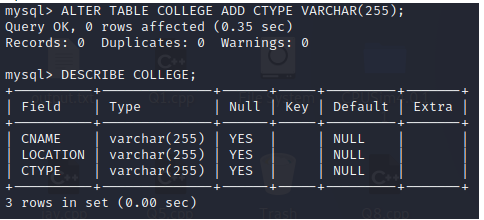 mysql> ALTER TABLE COLLEGE ADD CTYPE VARCHAR(255);
Query OK, 0 rows affected (0.35 sec)
Records: 0  Duplicates: 0  Warnings: 0

mysql> DESCRIBE COLLEGE;
+----------+--------------+------+-----+---------+-------+
| Field    | Type         | Null | Key | Default | Extra |
+----------+--------------+------+-----+---------+-------+
| CNAME    | varchar(255) | YES  |     | NULL    |       |
| LOCATION | varchar(255) | YES  |     | NULL    |       |
| CTYPE    | varchar(255) | YES  |     | NULL    |       |
+----------+--------------+------+-----+---------+-------+
3 rows in set (0.00 sec)